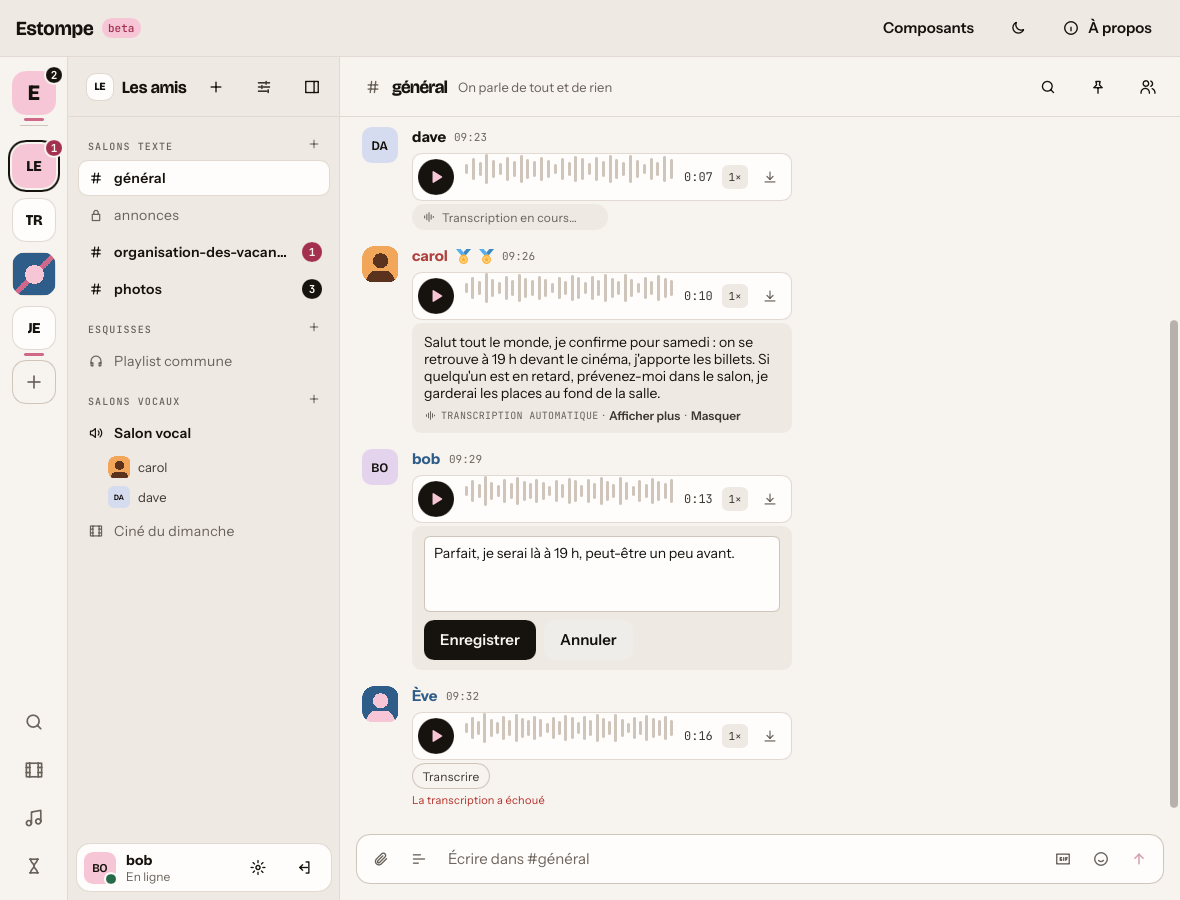 Estompe beta
Composants
À propos
E 2
LE 1
TR
JE
LE Les amis
SALONS TEXTE
# général
annonces
# organisation-des-vacan... 1
# photos 3
ESQUISSES
Playlist commune
SALONS VOCAUX
Salon vocal
carol
DA dave
Ciné du dimanche
BO bob
En ligne
# général On parle de tout et de rien
DA dave 09:23
0:07 1×
Transcription en cours…
carol 09:26
0:10 1×
Salut tout le monde, je confirme pour samedi : on se
retrouve à 19 h devant le cinéma, j'apporte les billets. Si
quelqu'un est en retard, prévenez-moi dans le salon, je
garderai les places au fond de la salle.
TRANSCRIPTION AUTOMATIQUE · Afficher plus · Masquer
BO bob 09:29
0:13 1×
Parfait, je serai là à 19 h, peut-être un peu avant.
Enregistrer Annuler
Ève 09:32
0:16 1×
Transcrire
La transcription a échoué
Écrire dans #général
GIF